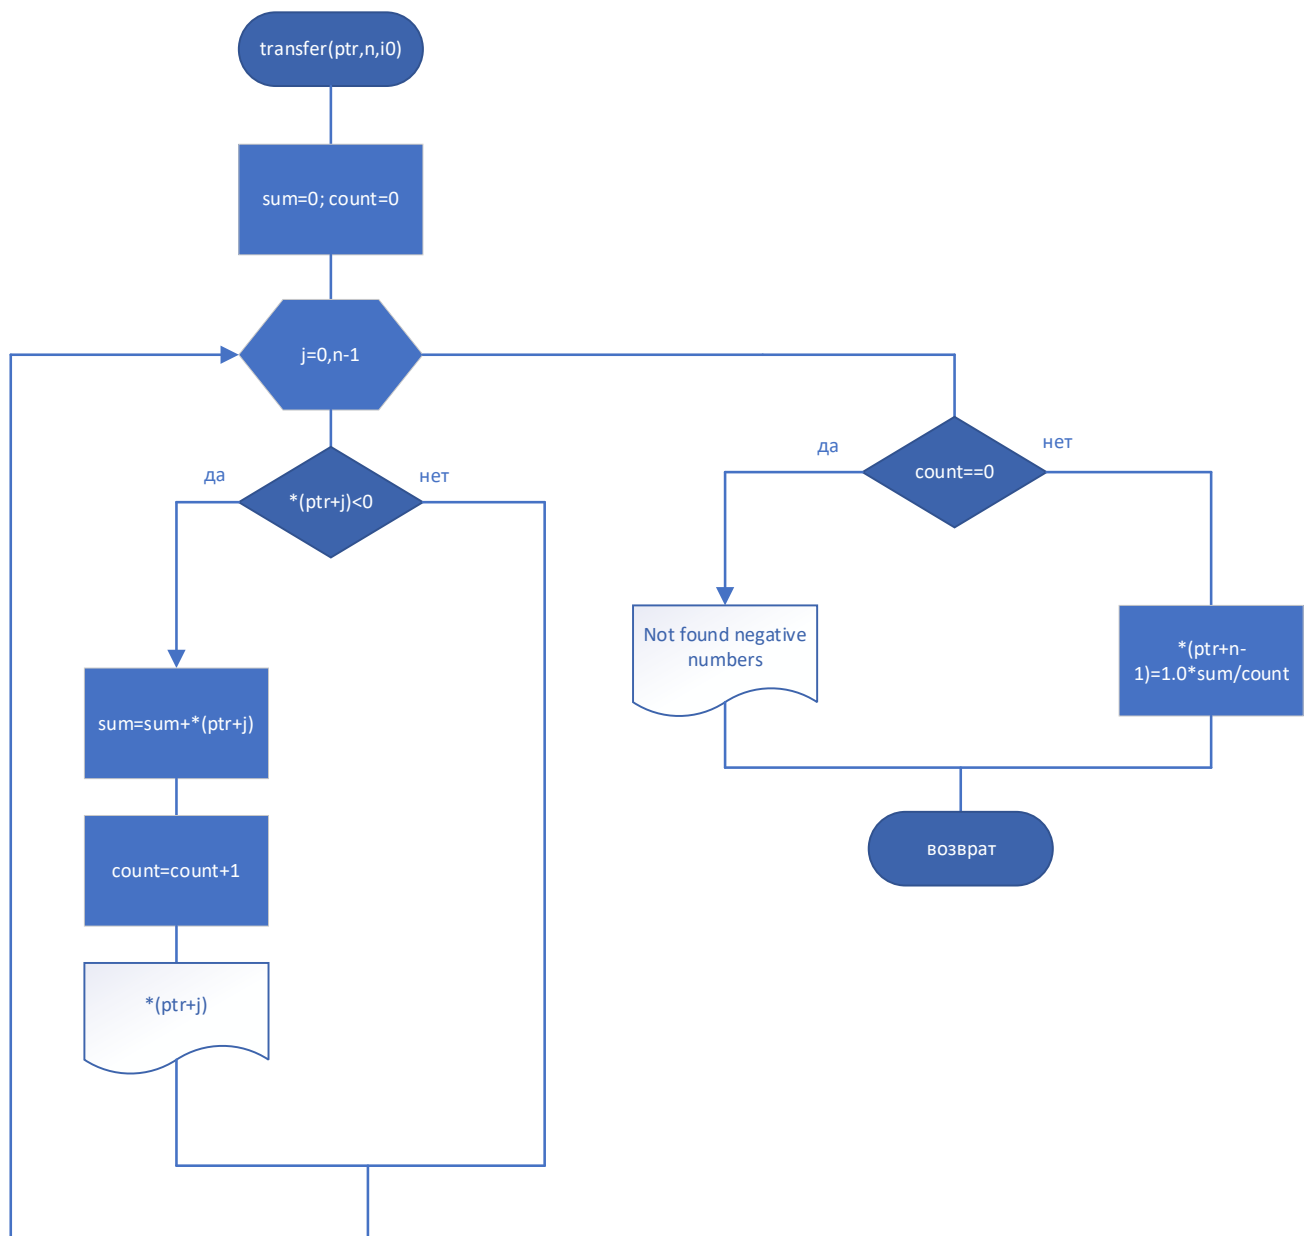 transfer(ptr,n,i0)
sum=0; count=0
j=0,n-1
да
нет
*(ptr+j)<0
sum=sum+*(ptr+j)
count=count+1
*(ptr+j)
да
нет
count==0
Not found negative
numbers
*(ptr+n-
1)=1.0*sum/count
возврат